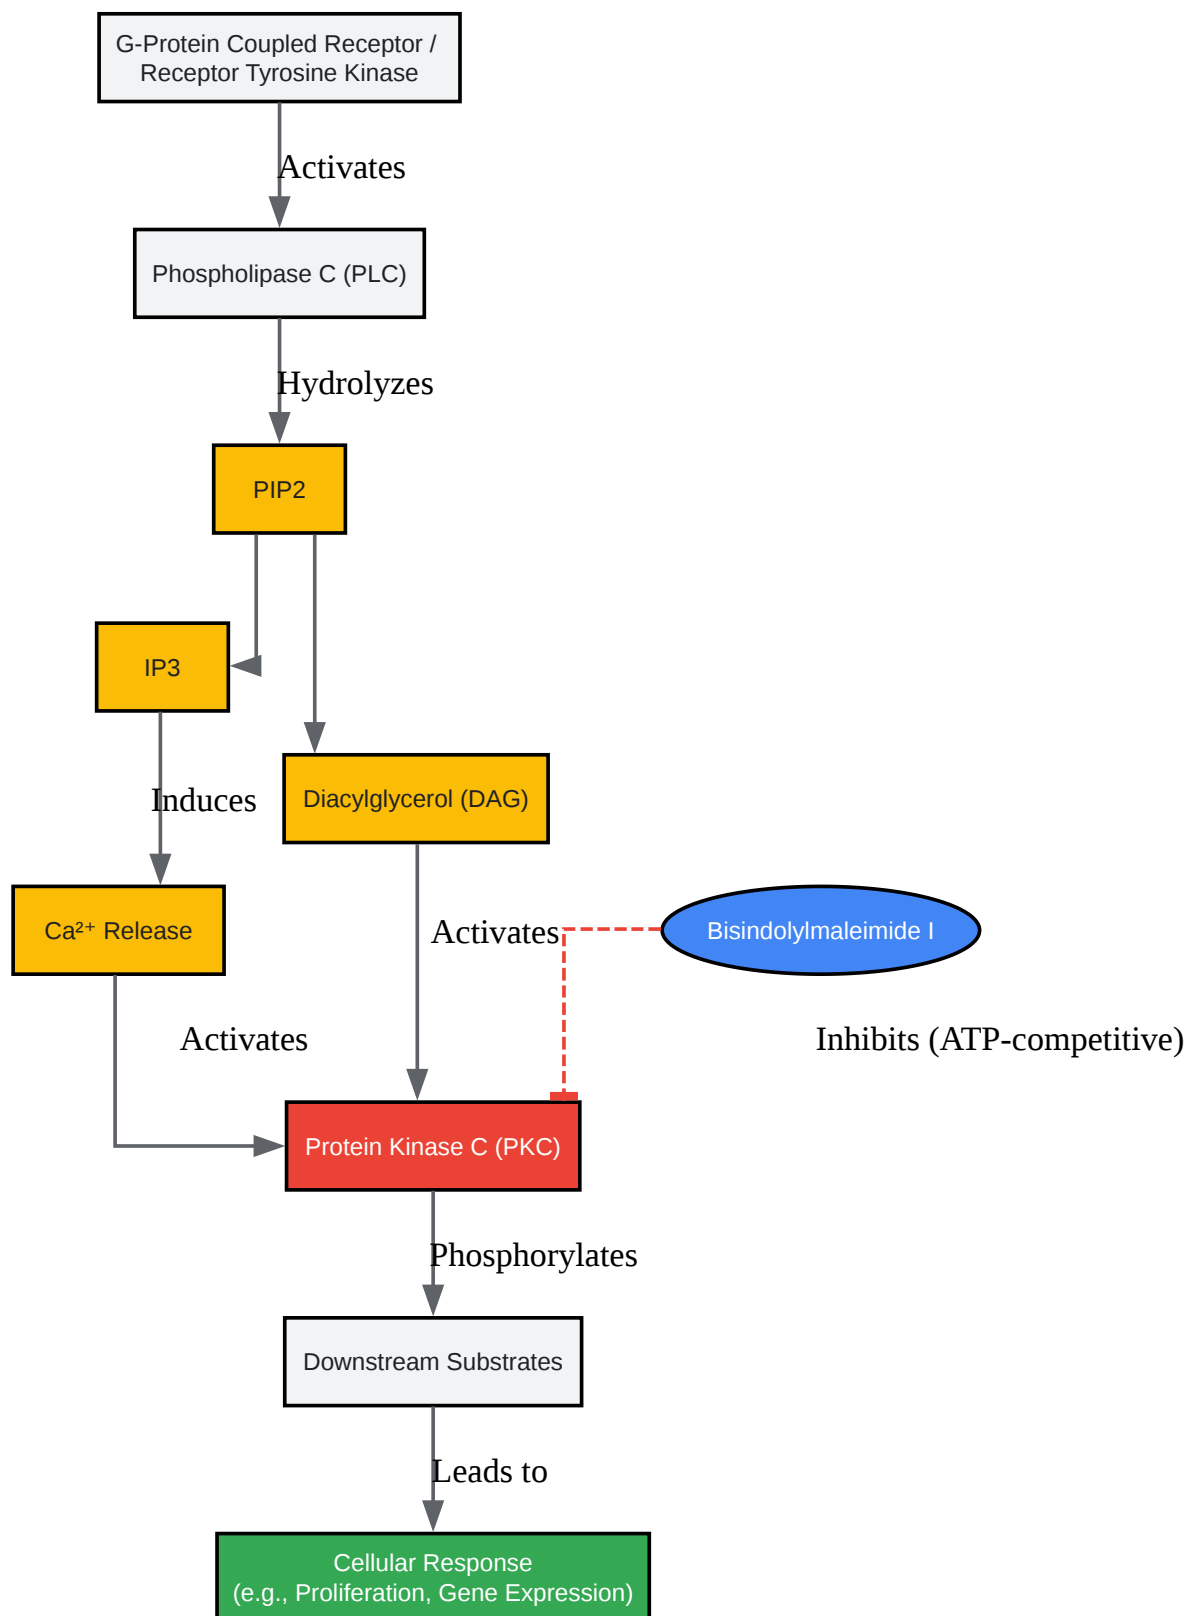 G-Protein Coupled Receptor /
Receptor Tyrosine Kinase
Activates
Phospholipase C (PLC)
Hydrolyzes
PIP2
IP3
Induces
Diacylglycerol (DAG)
Ca²⁺ Release
Activates
Bisindolylmaleimide I
Activates
Inhibits (ATP-competitive)
Protein Kinase C (PKC)
Phosphorylates
Downstream Substrates
Leads to
Cellular Response
(e.g., Proliferation, Gene Expression)